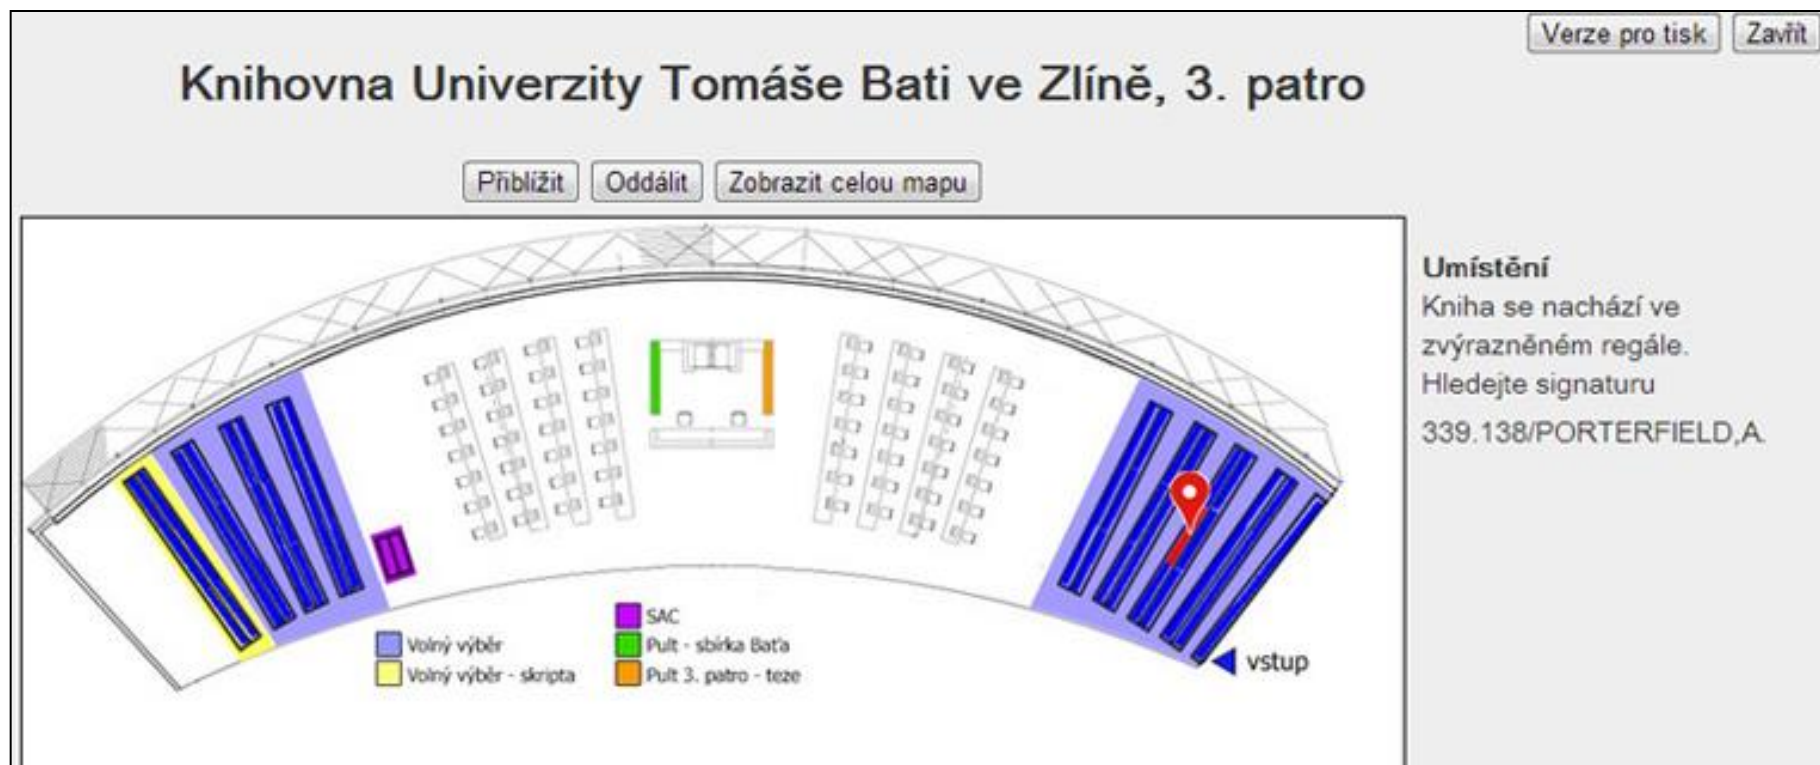 Verze pro tisk Zavřít
Knihovna Univerzity Tomáše Bati ve Zlíně, 3. patro
Přiblížit Oddálit Zobrazit celou mapu
Umístění
Kniha se nachází ve
zvýrazněném regále.
Hledejte signaturu
339.138/PORTERFIELD,A.
Volný výběr
Volný výběr - skripta
SAC
Pult - sbírka Baťa
Pult 3. patro - teze
vstup